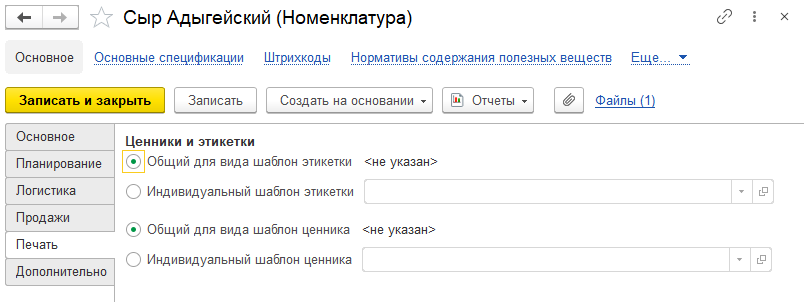 Сыр Адыгейский (Номенклатура)
Основное Основные спецификации Штрихкоды Нормативы содержания полезных веществ Еще...
Записать и закрыть Записать Создать на основании Отчеты Файлы (1)
Основное
Планирование
Логистика
Продажи
Печать
Дополнительно
Ценники и этикетки
Общий для вида шаблон этикетки <не указан>
Индивидуальный шаблон этикетки
Общий для вида шаблон ценника <не указан>
Индивидуальный шаблон ценника